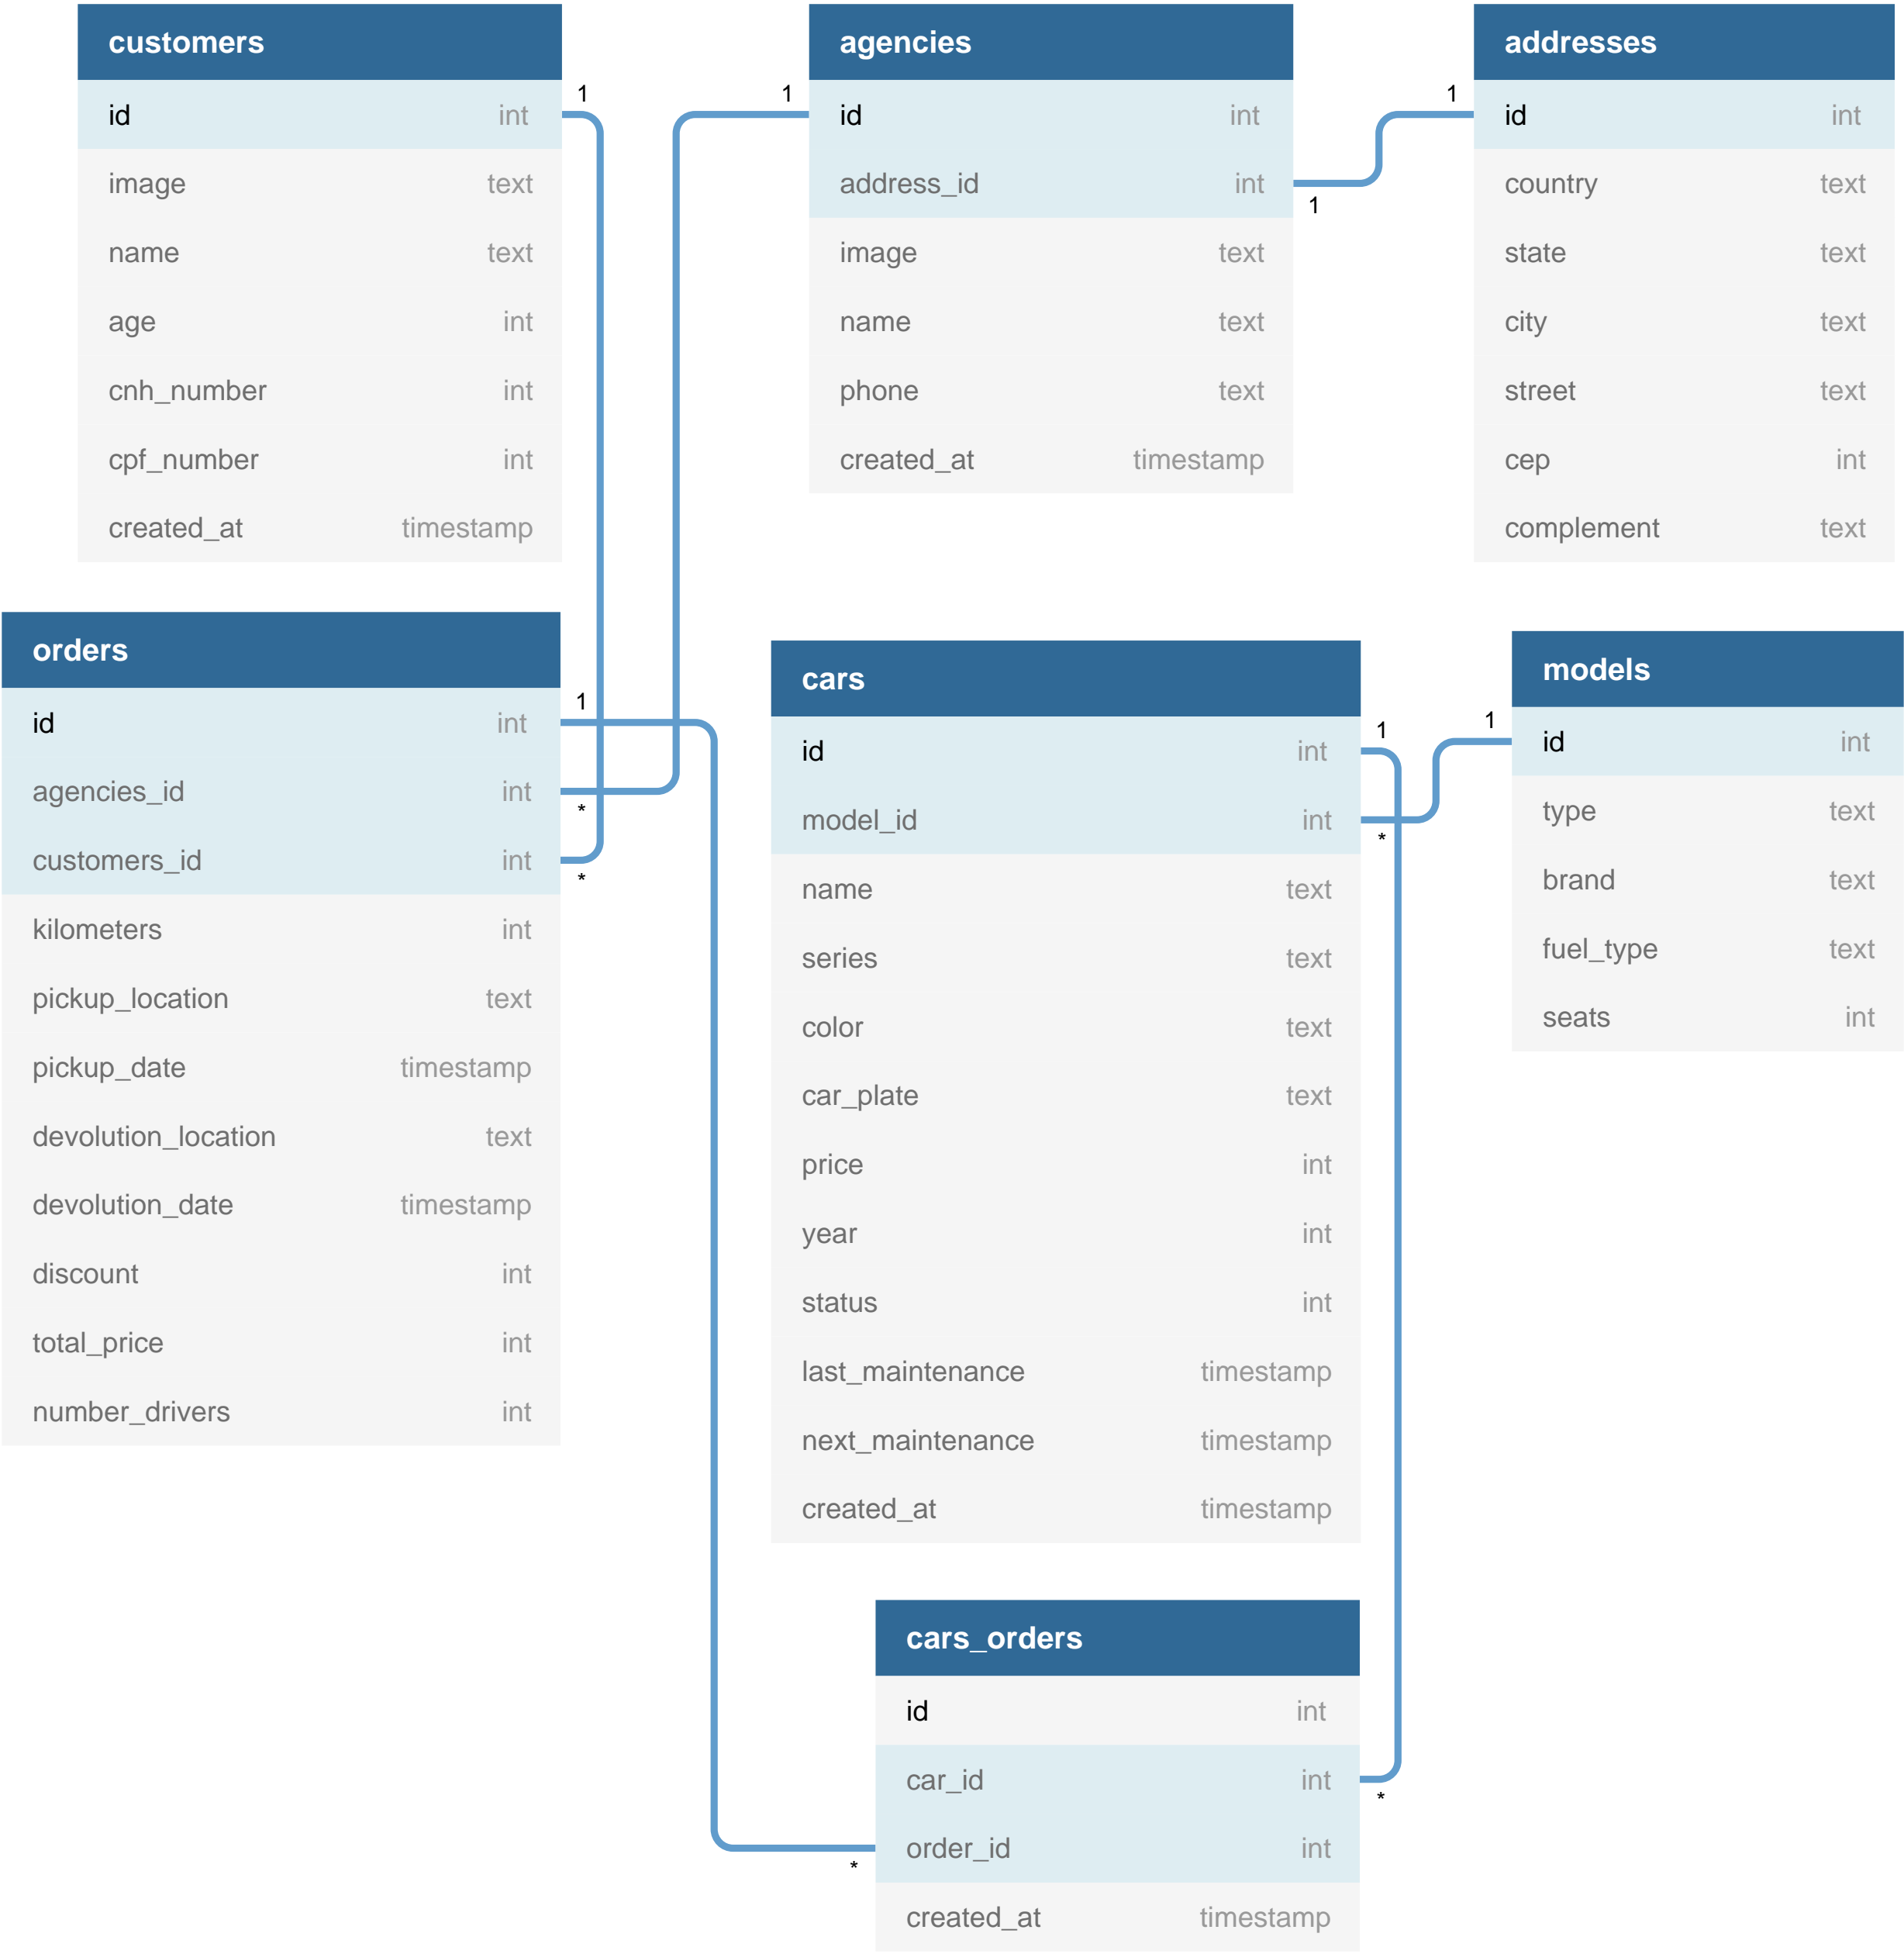 customers
id int
image text
name text
age int
cnh_number int
cpf_number int
created_at timestamp
1
agencies
1
id int
address_id int
1
image text
name text
phone text
created_at timestamp
addresses
1
id int
country text
state text
city text
street text
cep int
complement text
orders
id int
1
agencies_id int
*
customers_id int
*
kilometers int
pickup_location text
pickup_date timestamp
devolution_location text
devolution_date timestamp
discount int
total_price int
number_drivers int
cars
id int
1
model_id int
*
name text
series text
color text
car_plate text
price int
year int
status int
last_maintenance timestamp
next_maintenance timestamp
created_at timestamp
models
1
id int
type text
brand text
fuel_type text
seats int
cars_orders
id int
car_id int
*
order_id int
*
created_at timestamp